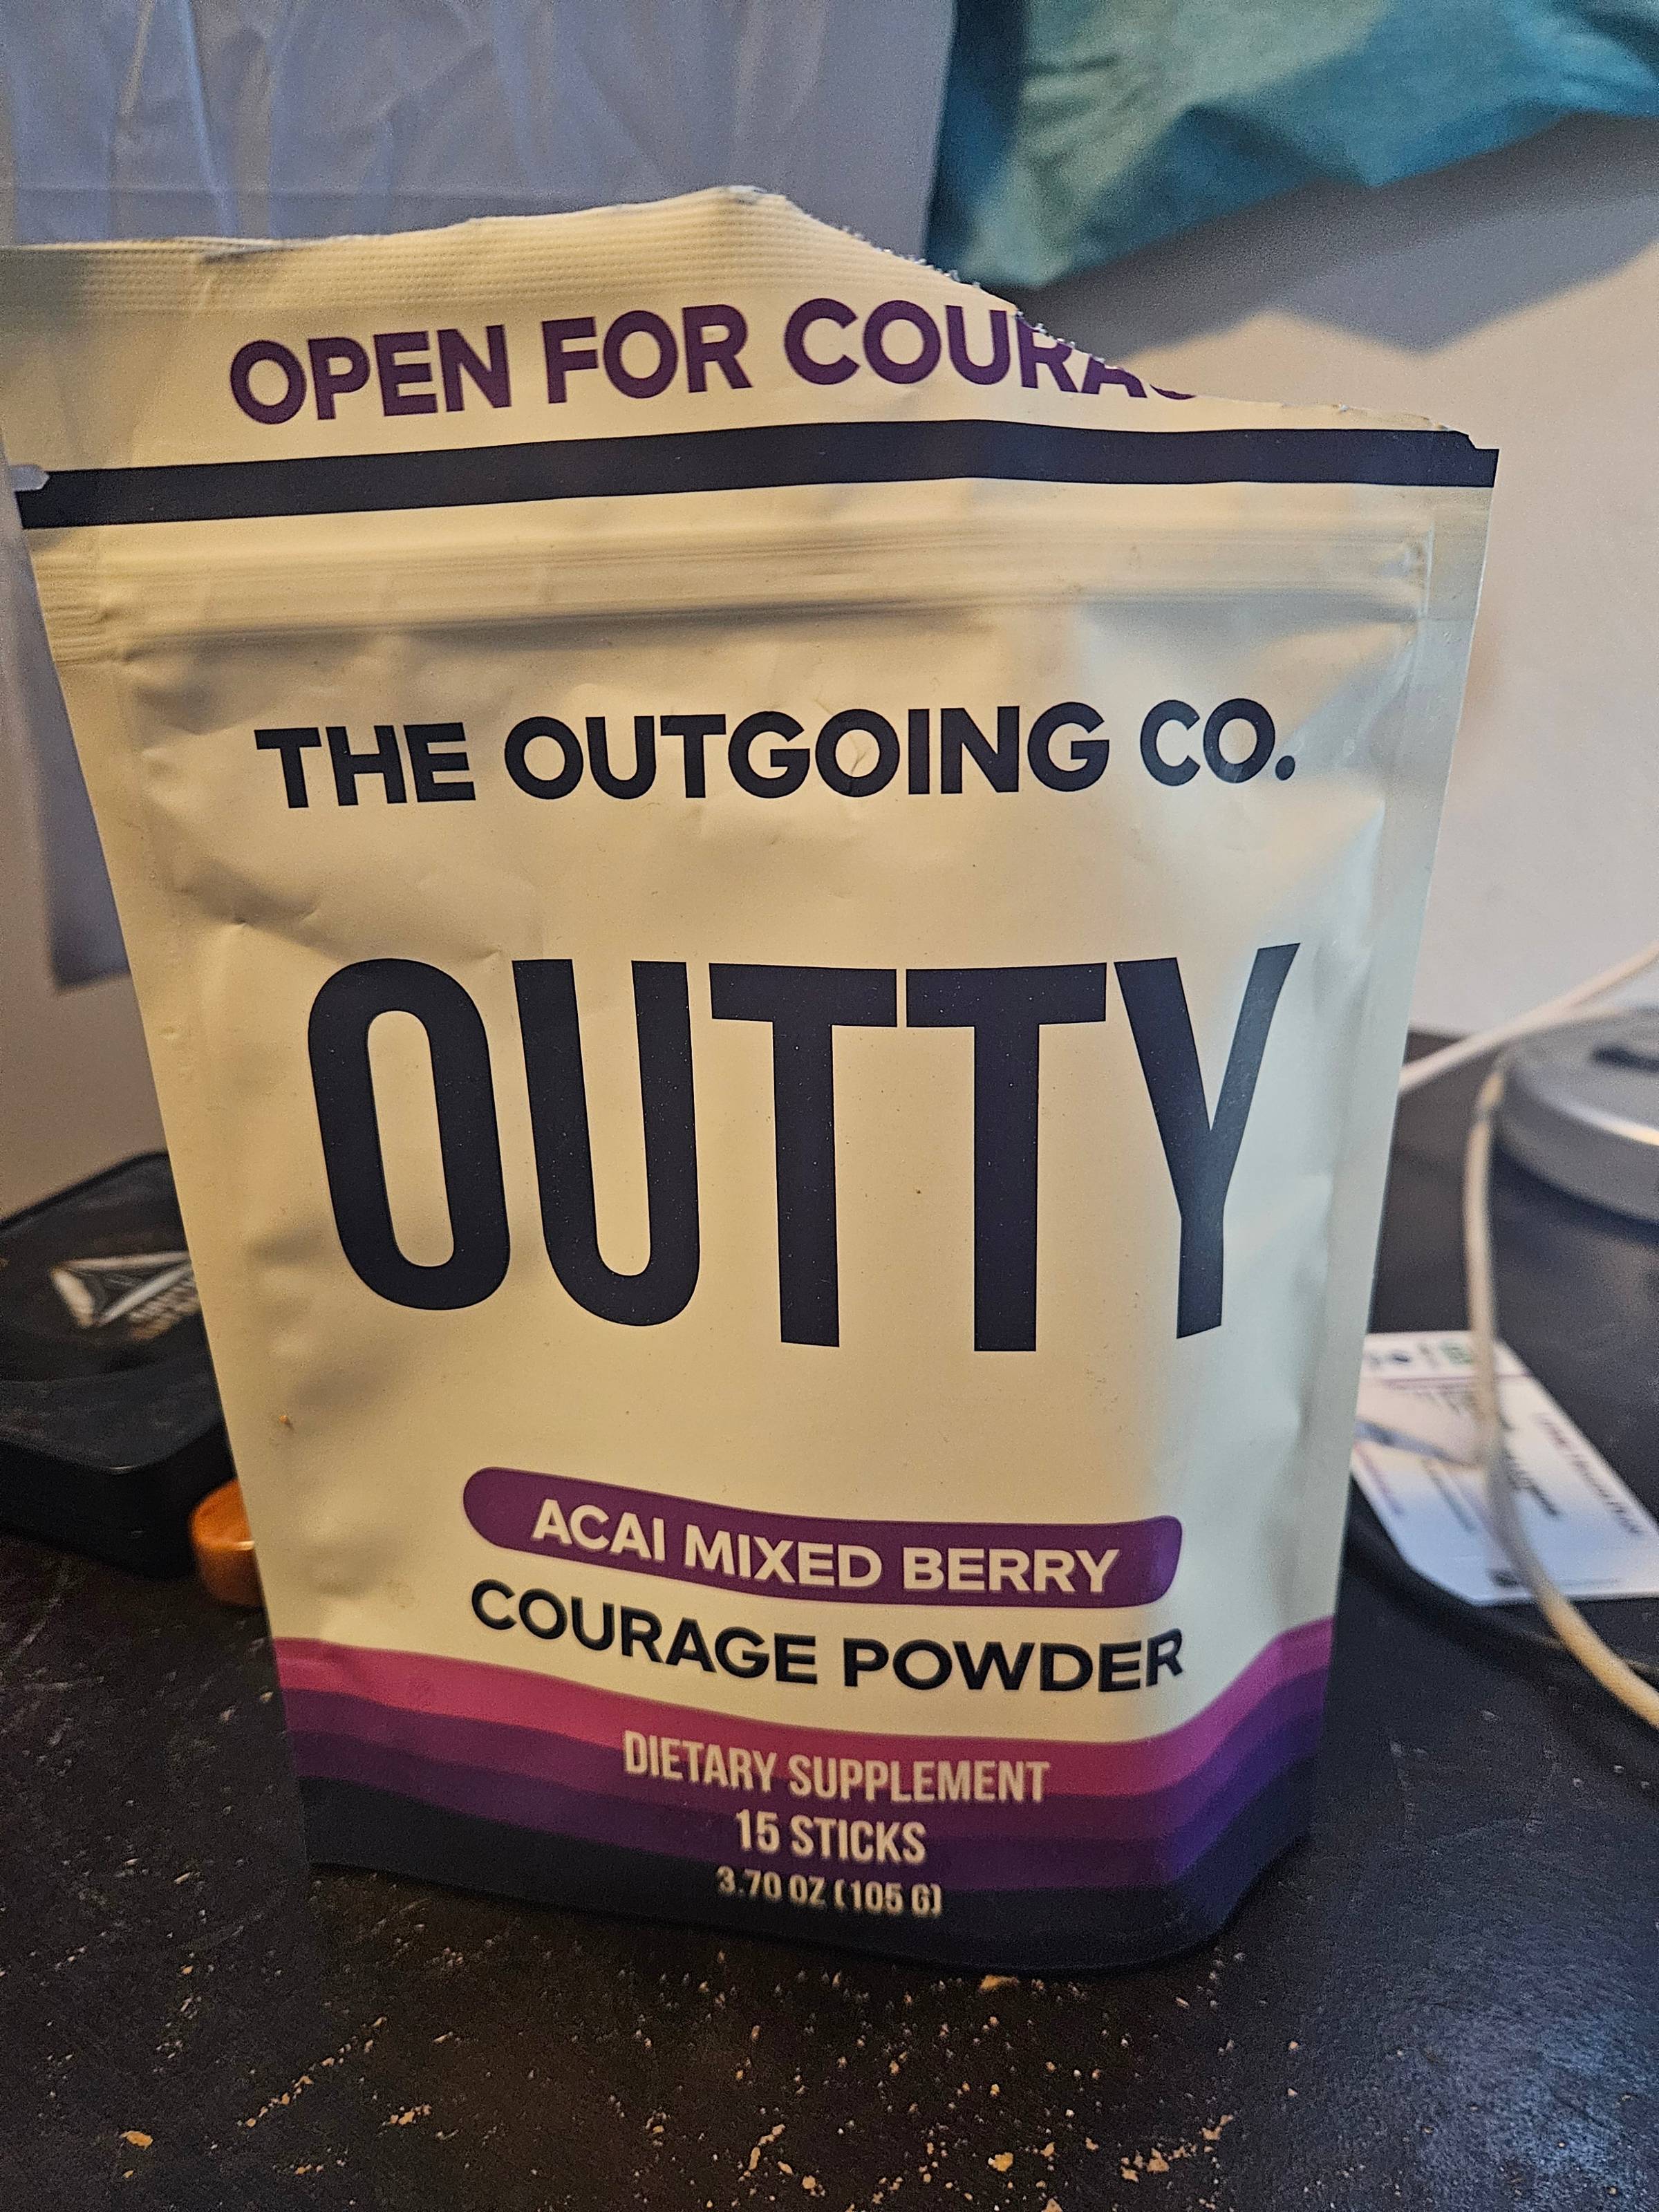 OPEN FOR COURAG
THE OUTGOING CO.
OUTTY
ACAI MIXED BERRY
COURAGE POWDER
DIETARY SUPPLEMENT
15 STICKS
3.70 OZ (105 G)